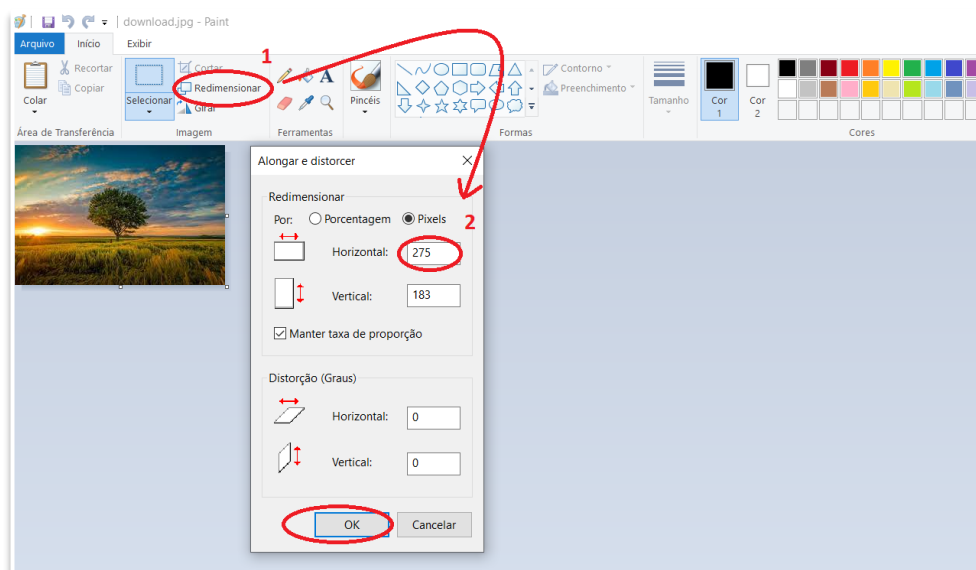 download.jpg - Paint
Arquivo Início Exibir
1
Colar
Recortar
Copiar
Área de Transferência
Selecionar
Cortar
Redimensionar
Girar
Imagem
A
Ferramentas
Pincéis
Contorno
Preenchimento
Formas
Tamanho
Cor
1
Cor
2
Cores
Alongar e distorcer
Redimensionar
Por: Porcentagem Pixels
2
Horizontal: 275
Vertical: 183
Manter taxa de proporção
Distorção (Graus)
Horizontal: 0
Vertical: 0
OK Cancelar